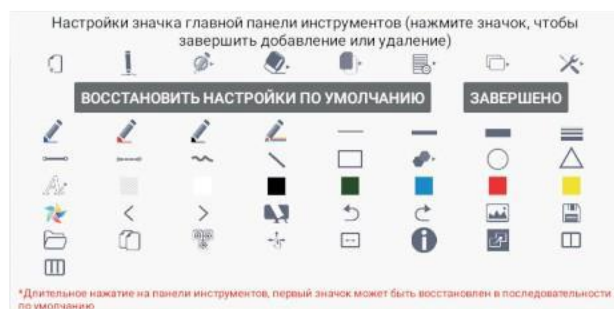 Настройки значка главной панели инструментов (нажмите значок, чтобы
завершить добавление или удаление)
ВОССТАНОВИТЬ НАСТРОЙКИ ПО УМОЛЧАНИЮ ЗАВЕРШЕНО
*Длительное нажатие на панели инструментов, первый значок может быть восстановлен в последовательности
по умолчанию